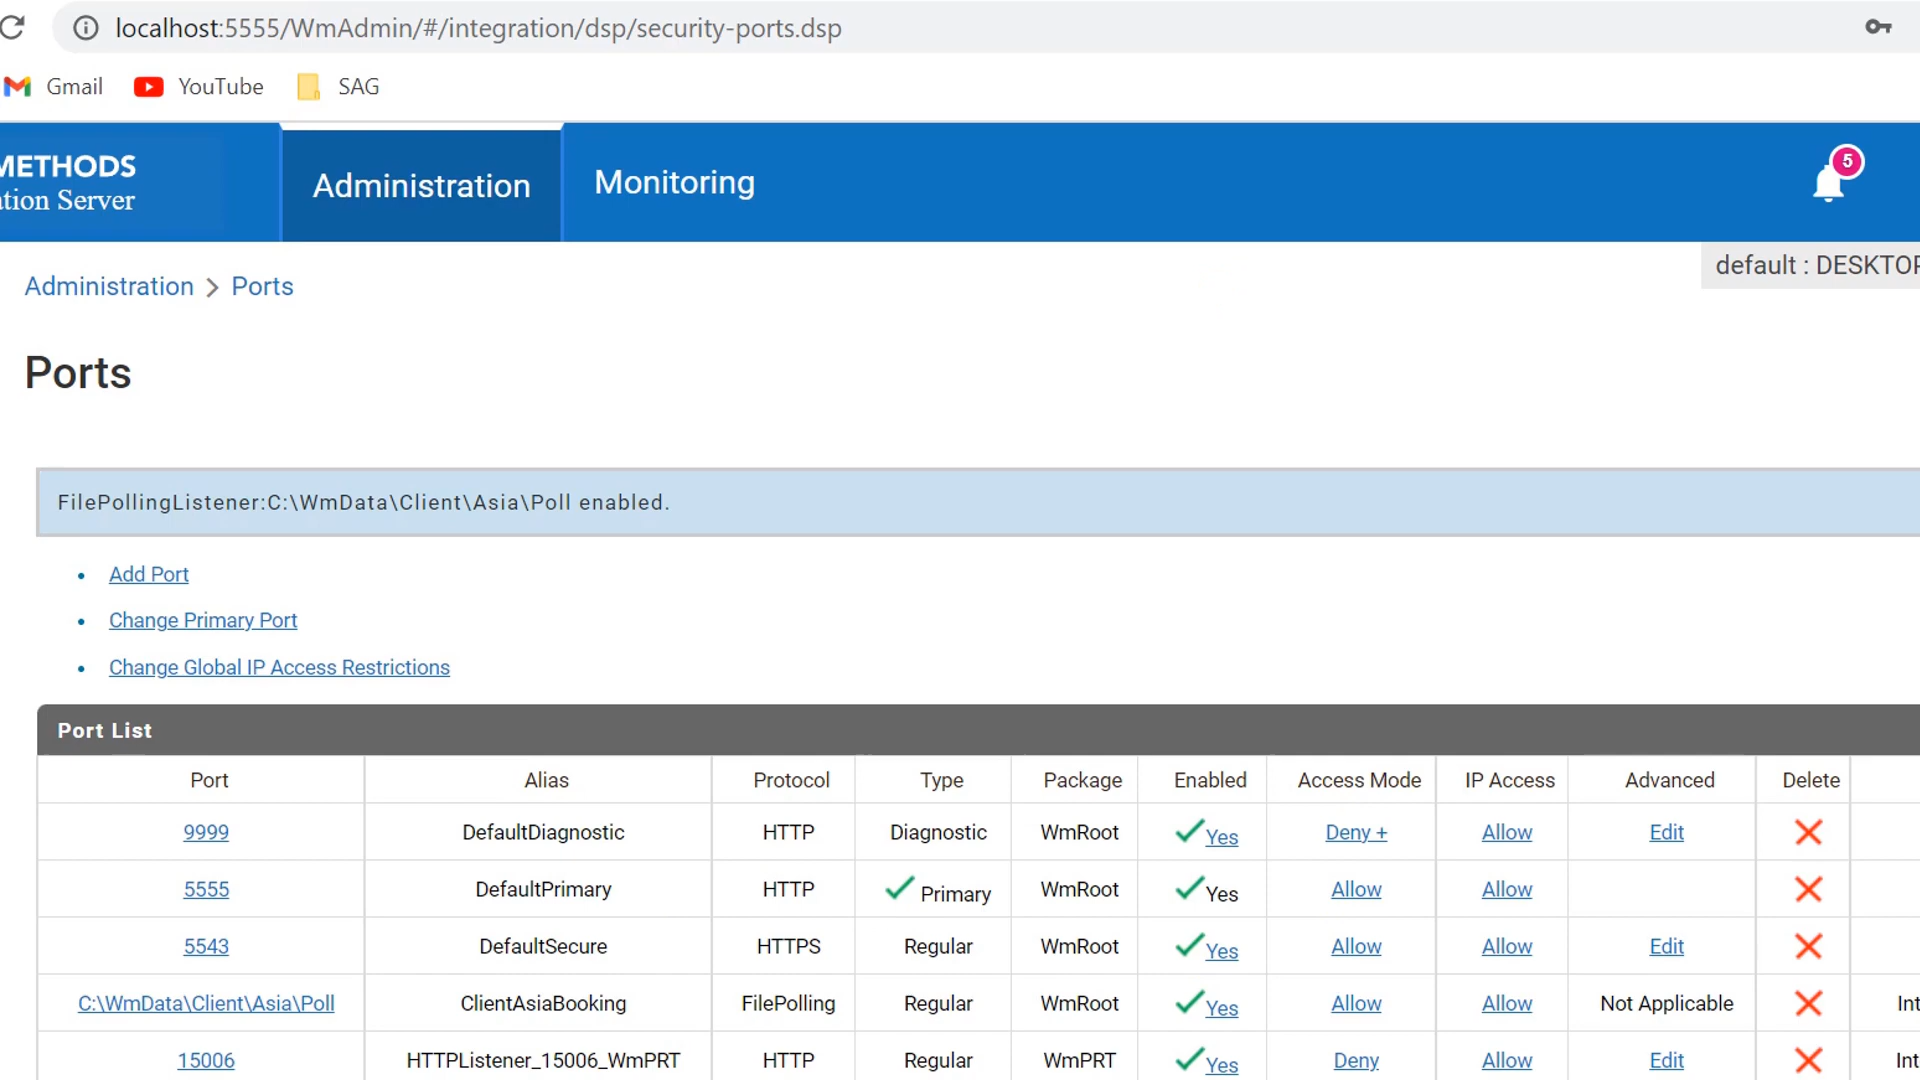 localhost:5555/WmAdmin/#/integration/dsp/security-ports.dsp
Gmail YouTube SAG
METHODS
ation Server
Administration Monitoring 5
default : DESKTOP
Administration > Ports
Ports
FilePollingListener:C:\WmData\Client\Asia\Poll enabled.
• Add Port
• Change Primary Port
• Change Global IP Access Restrictions
Port List
Port Alias Protocol Type Package Enabled Access Mode IP Access Advanced Delete
9999 DefaultDiagnostic HTTP Diagnostic WmRoot Yes Deny + Allow Edit
5555 DefaultPrimary HTTP Primary WmRoot Yes Allow Allow
5543 DefaultSecure HTTPS Regular WmRoot Yes Allow Allow Edit
C:\WmData\Client\Asia\Poll ClientAsiaBooking FilePolling Regular WmRoot Yes Allow Allow Not Applicable Int
15006 HTTPListener_15006_WmPRT HTTP Regular WmPRT Yes Deny Allow Edit Int